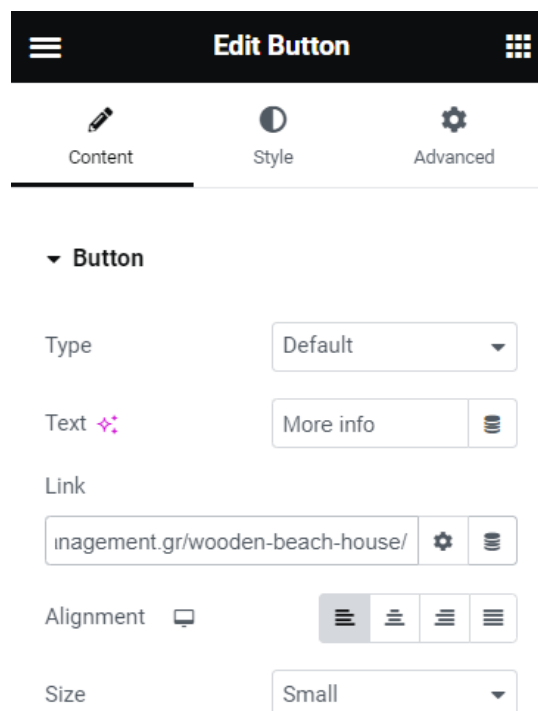 Edit Button
Content Style Advanced
Button
Type Default
Text More info
Link
nagement.gr/wooden-beach-house/
Alignment
Size Small